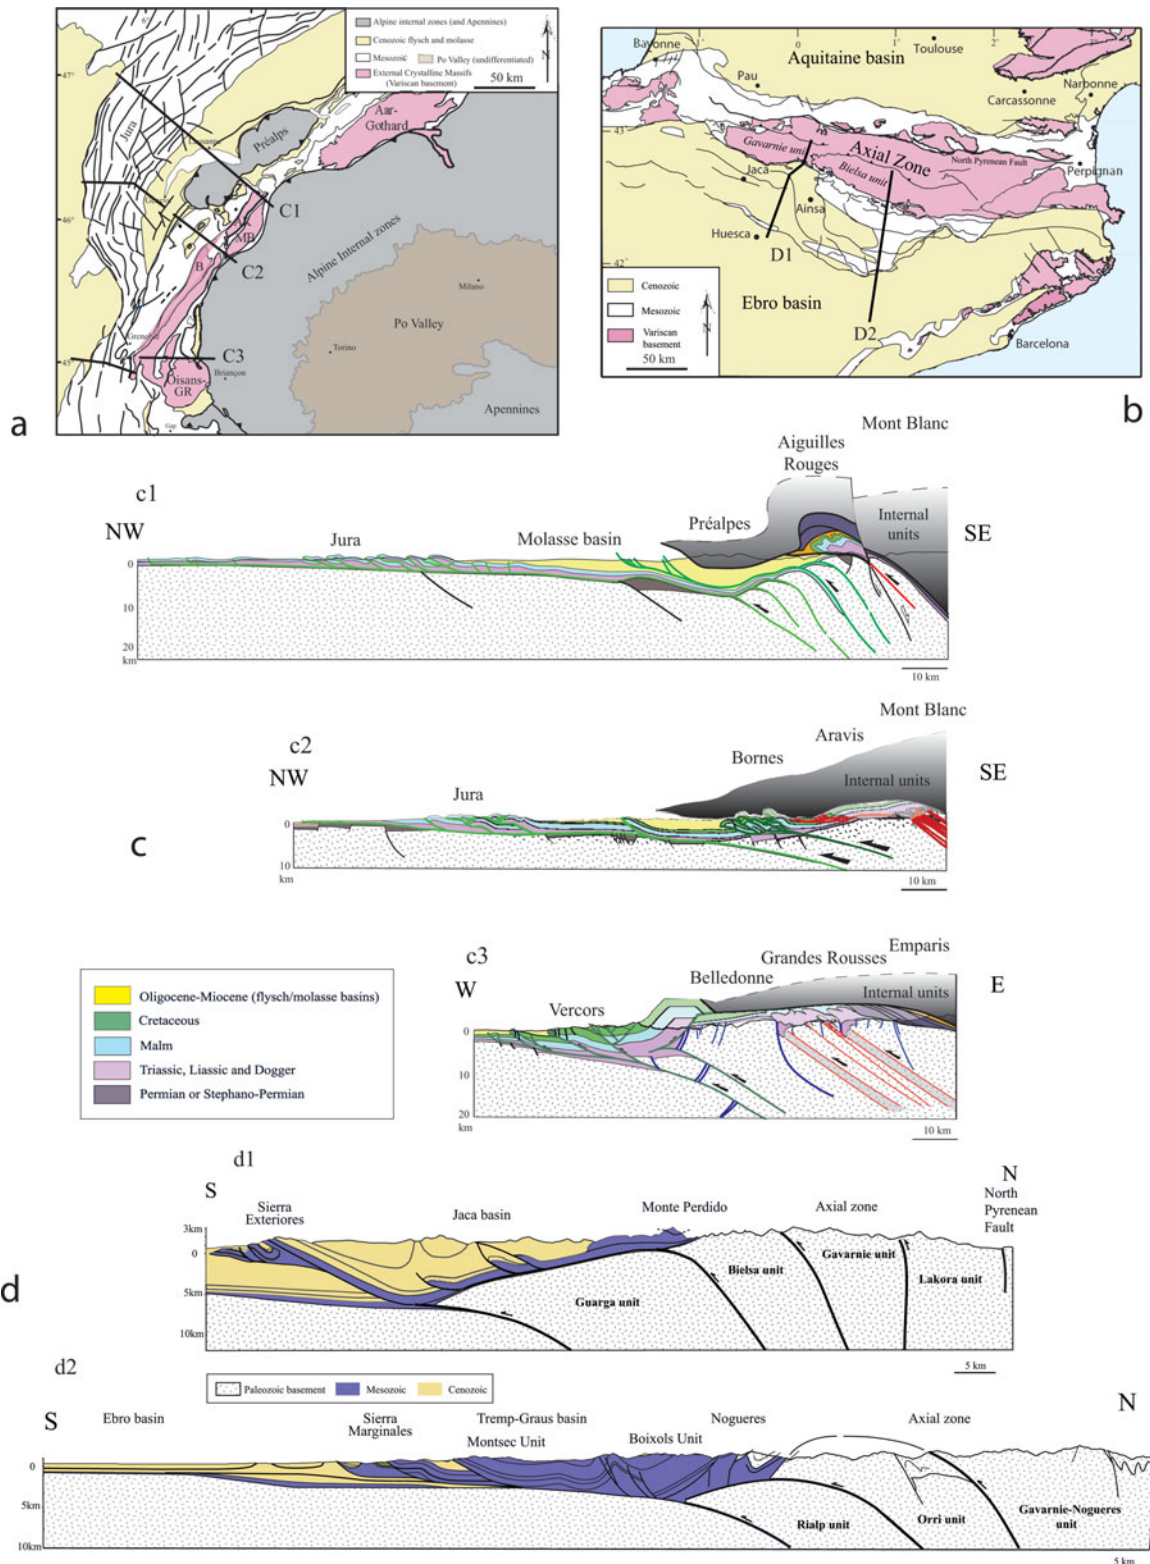 6°
7°
47°
46°
45°
Alpine internal zones (and Apennines)
Cenozoic flysch and molasse
Mesozoic
Po Valley (undifferentiated)
External Crystalline Massifs
(Variscan basement)
50 km
N
Jura
Lausanne
Préalps
Aar-
Gothard
C1
MB
C2
B
Alpine Internal zones
Milano
Po Valley
Grenoble
C3
Torino
Oisans-
GR
Briançon
Gap
Apennines
a
Bayonne
0
Toulouse
Aquitaine basin
Pau
Narbonne
Carcassonne
43
Gavarnie uni
Axial Zone
North Pyrenean Fault
Jaca
Bielsa unit
Perpignan
Ainsa
Huesca
D1
42
Ebro basin
D2
Barcelona
Cenozoic
Mesozoic
Variscan
basement
50 km
b
Mont Blanc
Aiguilles
Rouges
c1
NW
Préalpes
Internal
units
SE
Jura
Molasse basin
0
10
20
km
10 km
Mont Blanc
Aravis
c2
Bornes
NW
Internal units
SE
Jura
0
10
km
10 km
c
Emparis
c3
Grandes Rousses
W
Belledonne
Internal units
E
Vercors
0
10
20
km
10 km
Oligocene-Miocene (flysch/molasse basins)
Cretaceous
Malm
Triassic, Liassic and Dogger
Permian or Stephano-Permian
d1
S
N
Sierra
Exteriores
Jaca basin
Monte Perdido
Axial zone
North
Pyrenean
Fault
3km
0
5km
10km
Guarga unit
Bielsa unit
Gavarnie unit
Lakora unit
5 km
d
d2
Paleozoic basement
Mesozoic
Cenozoic
S
N
Ebro basin
Sierra
Marginales
Tremp-Graus basin
Montsec Unit
Boixols Unit
Nogueres
Axial zone
0
5km
10km
Rialp unit
Orri unit
Gavarnie-Nogueres
unit
5 km